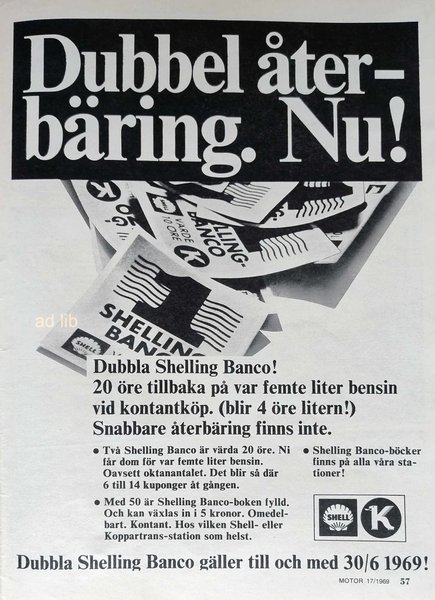 Dubbel åter-
bäring. Nu!
SHELLING-
BANCO
VÄRDE
10 ÖRE
K
ad lib
SHELLING
BANCO
SHELL
Dubbla Shelling Banco!
20 öre tillbaka på var femte liter bensin
vid kontantköp. (blir 4 öre litern!)
Snabbare återbäring finns inte.
• Två Shelling Banco är värda 20 öre. Ni
får dom för var femte liter bensin.
Oavsett oktanantalet. Det blir så där
6 till 14 kuponger åt gången.
• Med 50 är Shelling Banco-boken fylld.
Och kan växlas in i 5 kronor. Omedel-
bart. Kontant. Hos vilken Shell- eller
Koppartrans-station som helst.
• Shelling Banco-böcker
finns på alla våra sta-
tioner!
SHELL K
Dubbla Shelling Banco gäller till och med 30/6 1969!
MOTOR 17/1969 57